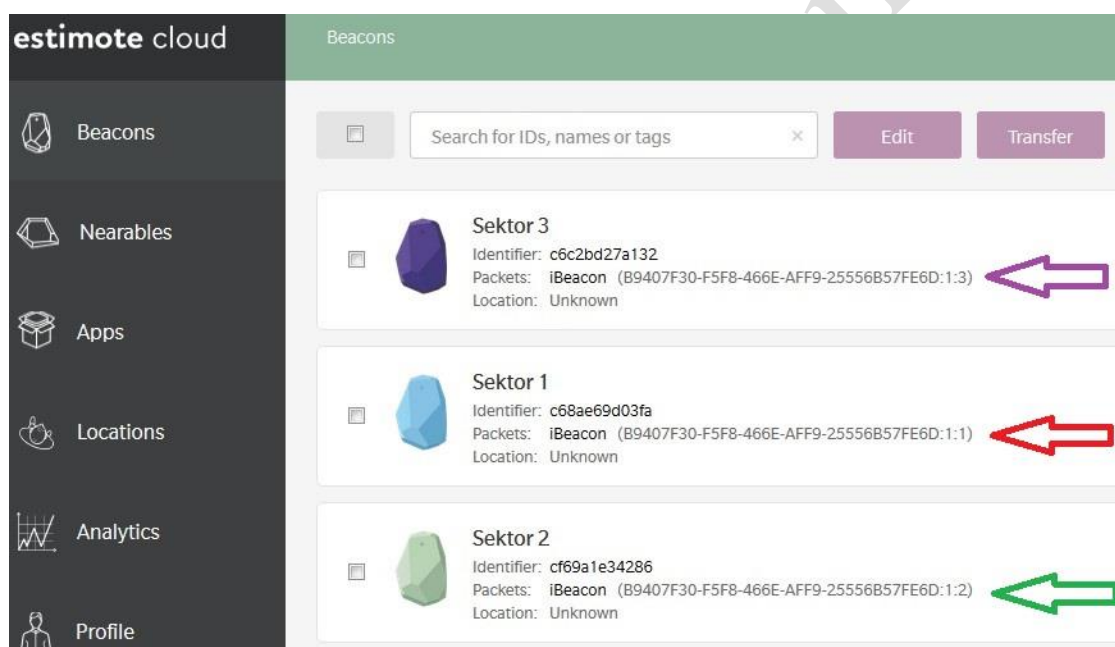 estimote cloud
Beacons
Beacons
Search for IDs, names or tags ×
Edit
Transfer
Nearables
Apps
Locations
Analytics
Profile
Sektor 3
Identifier: c6c2bd27a132
Packets: iBeacon (B9407F30-F5F8-466E-AFF9-25556B57FE6D:1:3)
Location: Unknown
Sektor 1
Identifier: c68ae69d03fa
Packets: iBeacon (B9407F30-F5F8-466E-AFF9-25556B57FE6D:1:1)
Location: Unknown
Sektor 2
Identifier: cf69a1e34286
Packets: iBeacon (B9407F30-F5F8-466E-AFF9-25556B57FE6D:1:2)
Location: Unknown